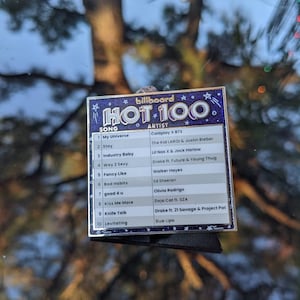 billboard
HOT 100
SONG ARTIST
1 My Universe Coldplay X BTS
2 Stay The Kid LAROI & Justin Bieber
3 Industry Baby Lil Nas X & Jack Harlow
4 Way 2 Sexy Drake ft. Future & Young Thug
5 Fancy Like Walker Hayes
6 Bad Habits Ed Sheeran
7 good 4 u Olivia Rodrigo
8 Kiss Me More Doja Cat ft. SZA
9 Knife Talk Drake ft. 21 Savage & Project Pat
10 Levitating Dua Lipa